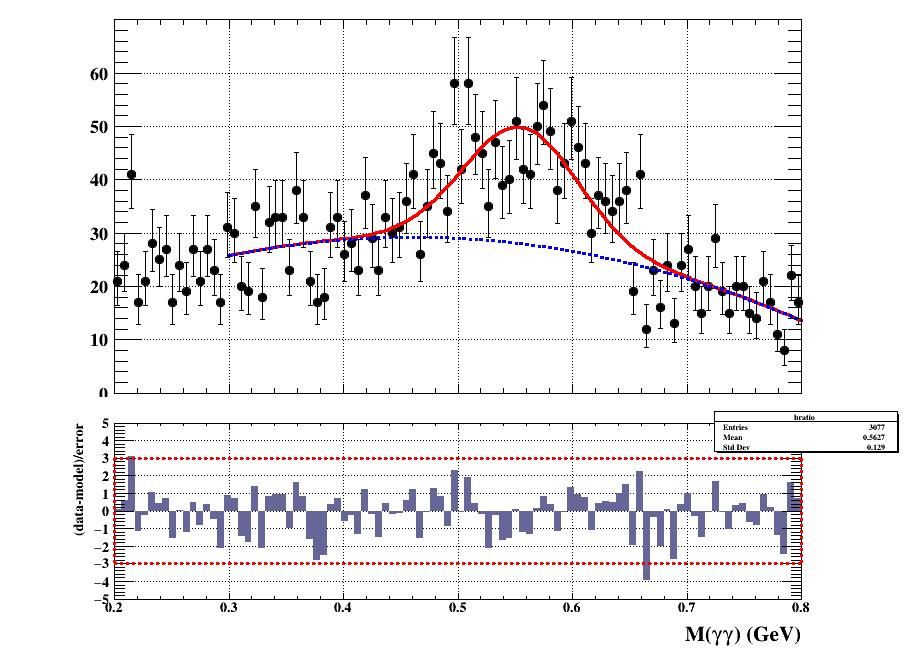 60
50
40
30
20
10
0
hratio
Entries 3077
Mean 0.5627
Std Dev 0.129
(data-model)/error
5
4
3
2
1
0
−1
−2
−3
−4
−5
0.2 0.3 0.4 0.5 0.6 0.7 0.8
M(γγ) (GeV)